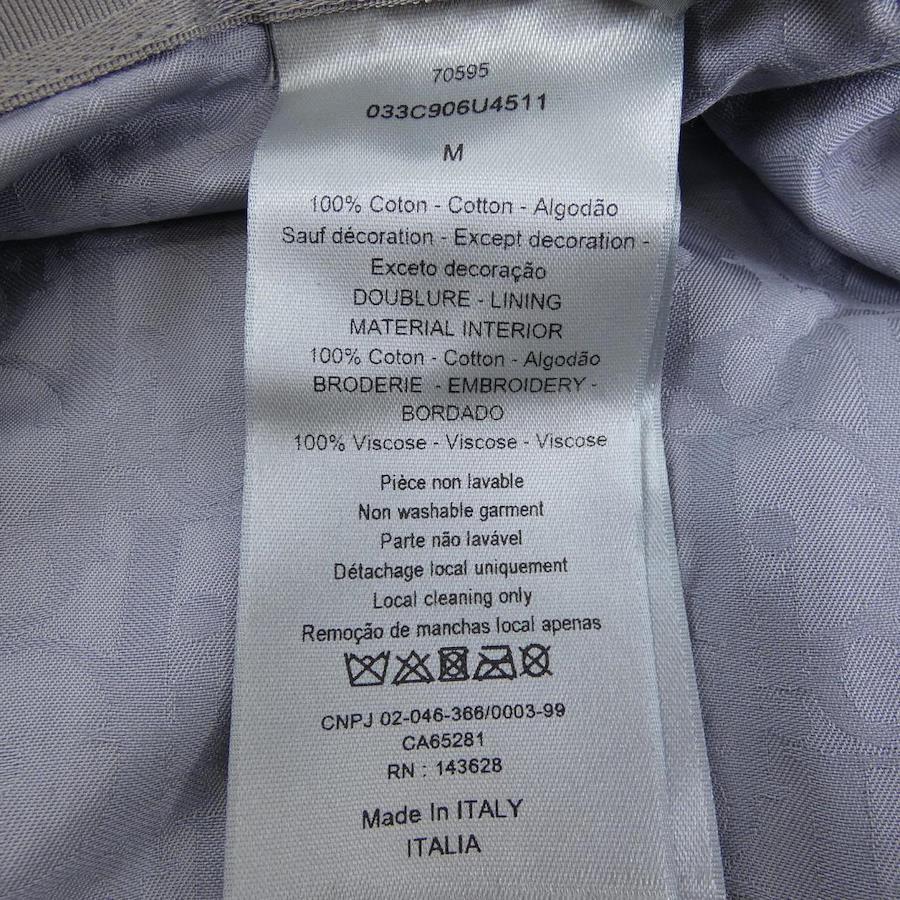 70595
033C906U4511
M
100% Coton - Cotton - Algodão
Sauf décoration - Except decoration -
Exceto decoração
DOUBLURE - LINING
MATERIAL INTERIOR
100% Coton - Cotton - Algodão
BRODERIE - EMBROIDERY -
BORDADO
100% Viscose - Viscose - Viscose
Pièce non lavable
Non washable garment
Parte não lavável
Détachage local uniquement
Local cleaning only
Remoção de manchas local apenas
CNPJ 02-046-366/0003-99
CA65281
RN : 143628
Made In ITALY
ITALIA